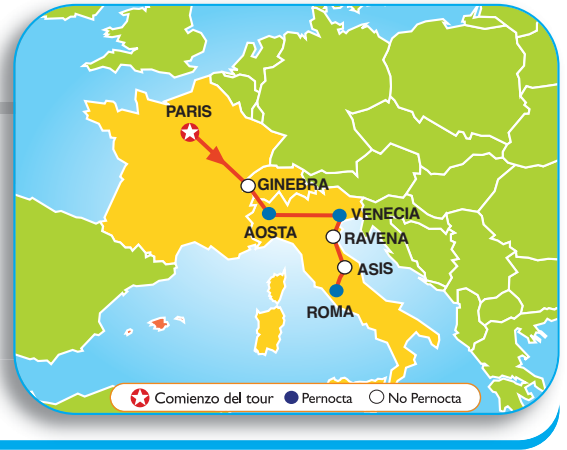 PARIS
GINEBRA
AOSTA
VENECIA
RAVENA
ASIS
ROMA
Comienzo del tour Pernocta No Pernocta